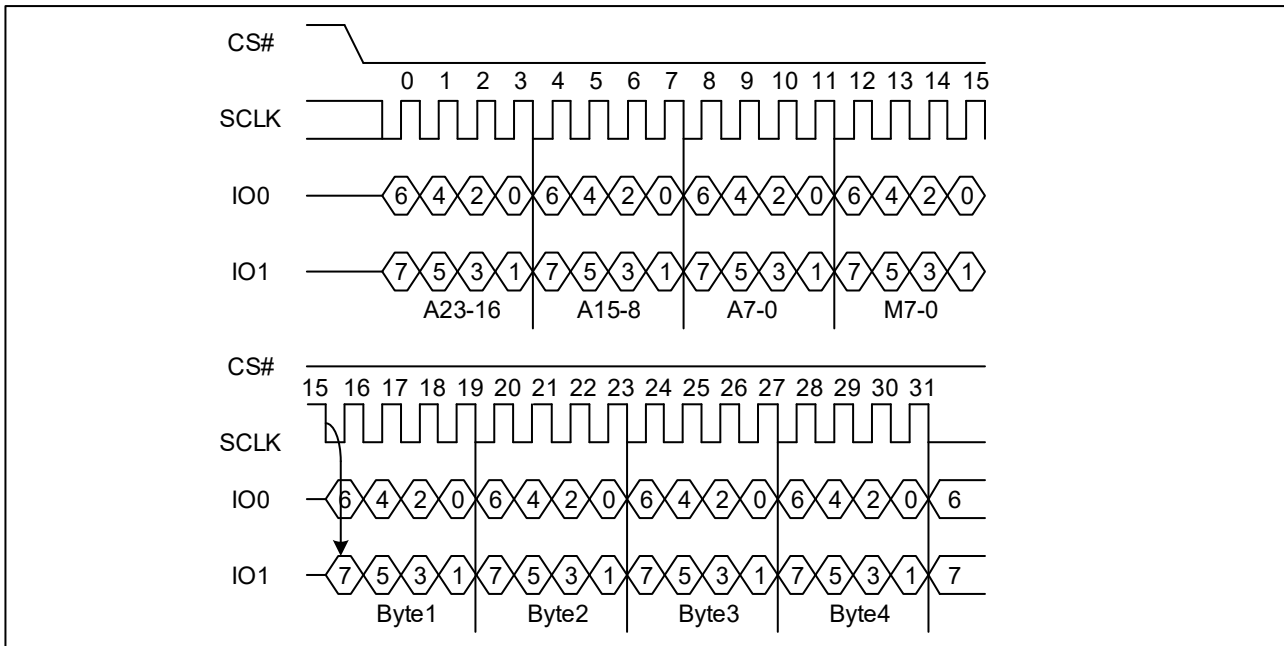 CS#
0 1 2 3 4 5 6 7 8 9 10 11 12 13 14 15
SCLK
IO0 6 4 2 0 6 4 2 0 6 4 2 0 6 4 2 0
IO1 7 5 3 1 7 5 3 1 7 5 3 1 7 5 3 1
A23-16 A15-8 A7-0 M7-0
CS#
15 16 17 18 19 20 21 22 23 24 25 26 27 28 29 30 31
SCLK
IO0 6 4 2 0 6 4 2 0 6 4 2 0 6 4 2 0 6
IO1 7 5 3 1 7 5 3 1 7 5 3 1 7 5 3 1 7
Byte1 Byte2 Byte3 Byte4